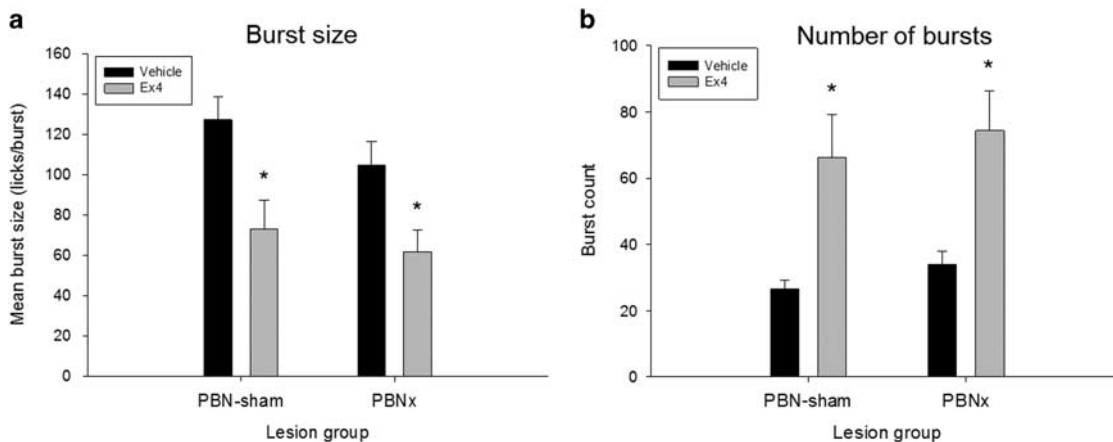 a
Burst size
Mean burst size (licks/burst)
160
140
120
100
80
60
40
20
0
Vehicle
Ex4
*
*
PBN-sham
PBNx
Lesion group
b
Number of bursts
Burst count
100
80
60
40
20
0
Vehicle
Ex4
*
*
PBN-sham
PBNx
Lesion group